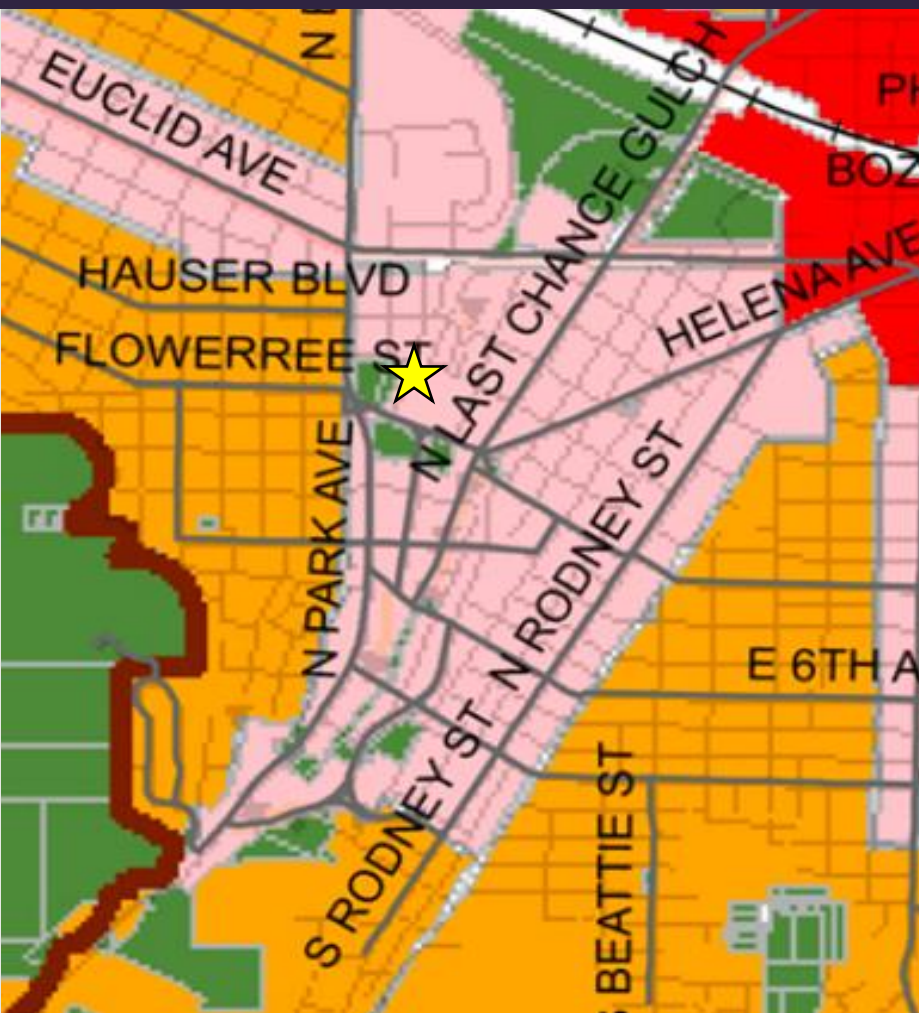 N
EUCLID AVE
N LAST CHANCE GULCH
BOZ
HAUSER BLVD
HELENA AVE
FLOWERREE ST
N PARK AVE
N RODNEY ST
E 6TH A
S RODNEY ST
S BEATTIE ST